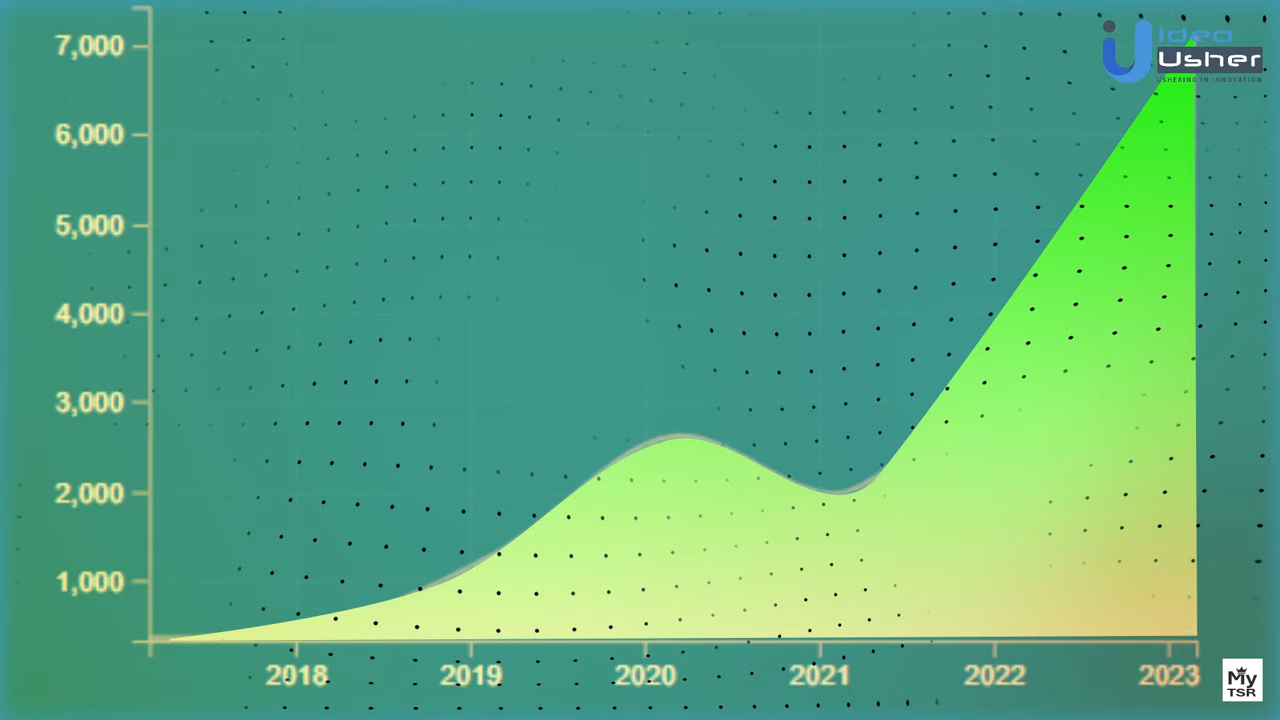 7,000
6,000
5,000
4,000
3,000
2,000
1,000
2018 2019 2020 2021 2022 2023
Idea
Usher
USHERING IN INNOVATION
My
TSR